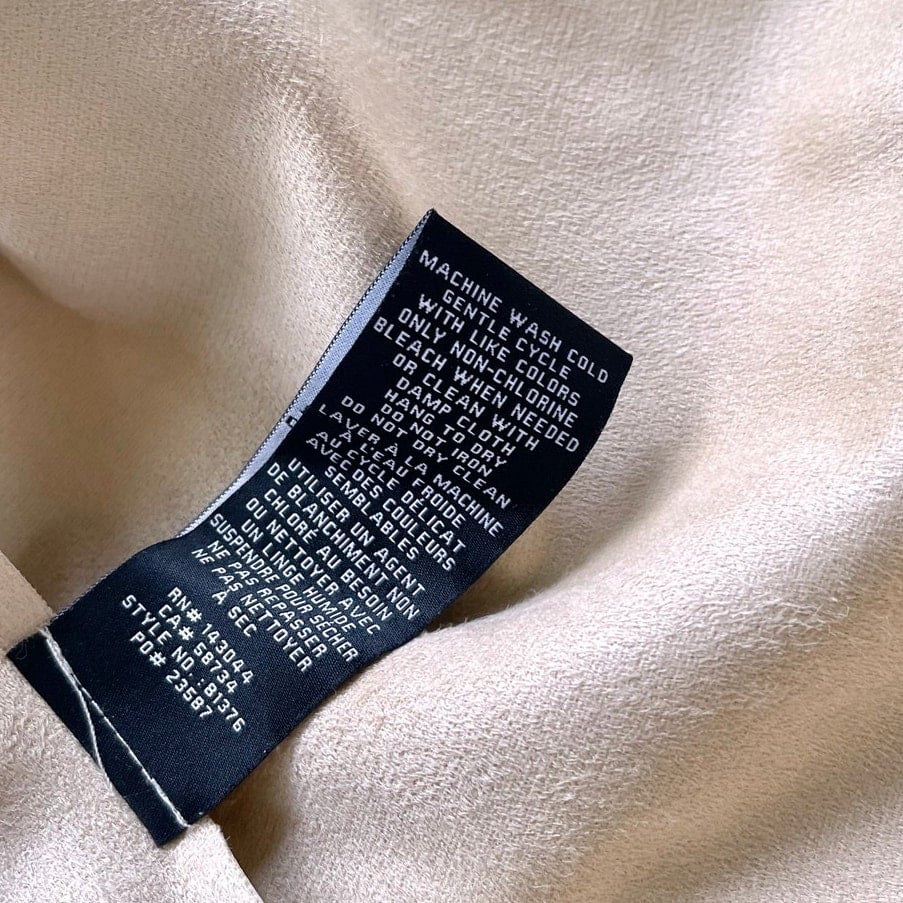 MACHINE WASH COLD
GENTLE CYCLE
WITH LIKE COLORS
ONLY NON-CHLORINE
BLEACH WHEN NEEDED
OR CLEAN WITH
DAMP CLOTH
HANG TO DRY
DO NOT IRON
DO NOT DRY CLEAN
LAVER À LA MACHINE
À L'EAU FROIDE
AU CYCLE DÉLICAT
AVEC DES COULEURS
SEMBLABLES
UTILISER UN AGENT
DE BLANCHIMENT NON
CHLORÉ AU BESOIN
OU NETTOYER AVEC
UN LINGE HUMIDE
SUSPENDRE POUR SÉCHER
NE PAS REPASSER
NE PAS NETTOYER
À SEC
RN# 143044
CA# 58734
STYLE NO.: 81376
PO# 23587